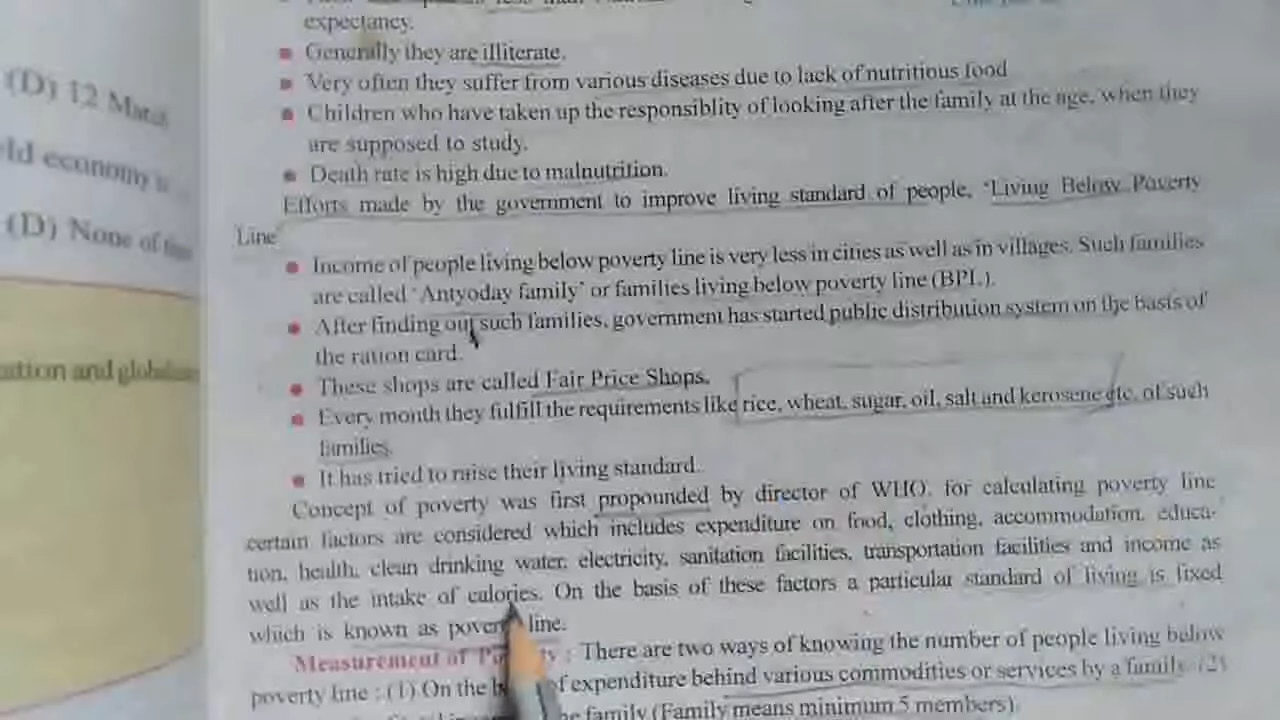 (D) 12 March
ld economy
(D) None of
ation and
expectancy.
Generally they are illiterate.
Very often they suffer from various diseases due to lack of nutritious food
Children who have taken up the responsiblity of looking after the family at the age, when they
are supposed to study.
Death rate is high due to malnutrition.
Efforts made by the government to improve living standard of people, 'Living Below Poverty
Line'
Income of people living below poverty line is very less in cities as well as in villages. Such families
are called 'Antyoday family' or families living below poverty line (BPL).
After finding out such families, government has started public distribution system on the basis of
the ration card.
These shops are called Fair Price Shops.
Every month they fulfill the requirements like rice, wheat, sugar, oil, salt and kerosene etc. of such
families.
It has tried to raise their living standard.
Concept of poverty was first propounded by director of WHO. for calculating poverty line
certain factors are considered which includes expenditure on food, clothing, accommodation, educa-
tion, health, clean drinking water, electricity, sanitation facilities, transportation facilities and income as
well as the intake of calories. On the basis of these factors a particular standard of living is fixed
which is known as poverty line.
Measurement of : There are two ways of knowing the number of people living below
poverty line : (1) On the of expenditure behind various commodities or services by a family (2)
family (Family means minimum 5 members).